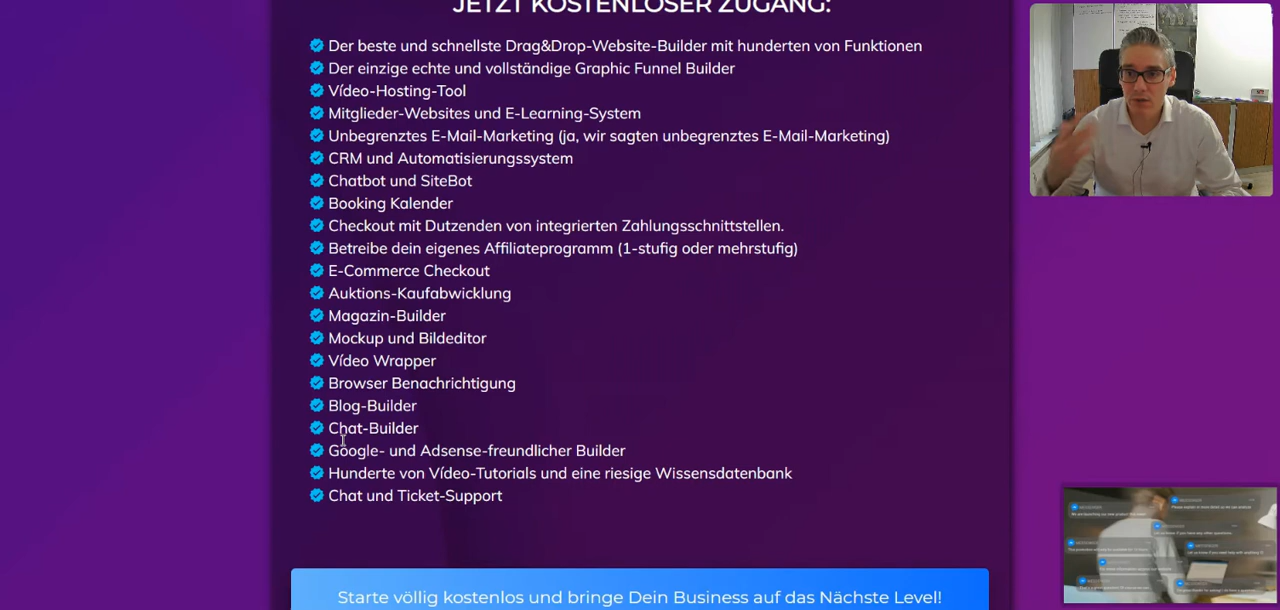 JETZT KOSTENLOSER ZUGANG:
Der beste und schnellste Drag&Drop-Website-Builder mit hunderten von Funktionen
Der einzige echte und vollständige Graphic Funnel Builder
Vídeo-Hosting-Tool
Mitglieder-Websites und E-Learning-System
Unbegrenztes E-Mail-Marketing (ja, wir sagten unbegrenztes E-Mail-Marketing)
CRM und Automatisierungssystem
Chatbot und SiteBot
Booking Kalender
Checkout mit Dutzenden von integrierten Zahlungsschnittstellen.
Betreibe dein eigenes Affiliateprogramm (1-stufig oder mehrstufig)
E-Commerce Checkout
Auktions-Kaufabwicklung
Magazin-Builder
Mockup und Bildeditor
Vídeo Wrapper
Browser Benachrichtigung
Blog-Builder
Chat-Builder
Google- und Adsense-freundlicher Builder
Hunderte von Vídeo-Tutorials und eine riesige Wissensdatenbank
Chat und Ticket-Support
Starte völlig kostenlos und bringe Dein Business auf das Nächste Level!